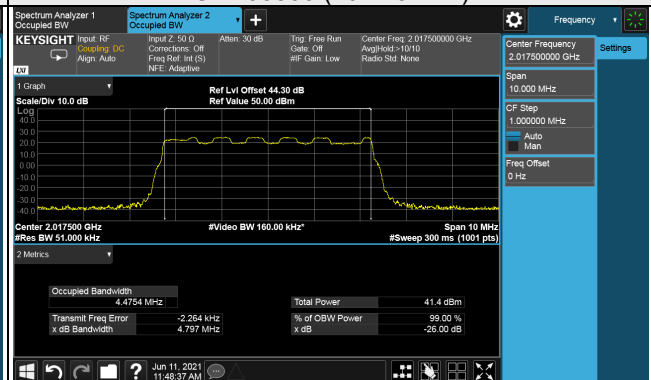 Spectrum Analyzer 1
Occupied BW
Spectrum Analyzer 2
Occupied BW
Frequency
KEYSIGHT
LXI
Input: RF
Coupling: DC
Align: Auto
Input Z: 50 Ω
Corrections: Off
Freq Ref: Int (S)
NFE: Adaptive
Atten: 30 dB
Trig: Free Run
Gate: Off
#IF Gain: Low
Center Freq: 2.017500000 GHz
Avg|Hold:>10/10
Radio Std: None
Center Frequency
2.017500000 GHz
Settings
Span
10.000 MHz
CF Step
1.000000 MHz
Auto
Man
Freq Offset
0 Hz
1 Graph
Scale/Div 10.0 dB
Ref Lvl Offset 44.30 dB
Ref Value 50.00 dBm
Log
40.0
30.0
20.0
10.0
0.00
-10.0
-20.0
-30.0
-40.0
Center 2.017500 GHz
#Res BW 51.000 kHz
#Video BW 160.00 kHz*
Span 10 MHz
#Sweep 300 ms (1001 pts)
2 Metrics
Occupied Bandwidth
4.4754 MHz
Total Power 41.4 dBm
Transmit Freq Error -2.264 kHz
% of OBW Power 99.00 %
x dB Bandwidth 4.797 MHz
x dB -26.00 dB
?
Jun 11, 2021
11:48:37 AM